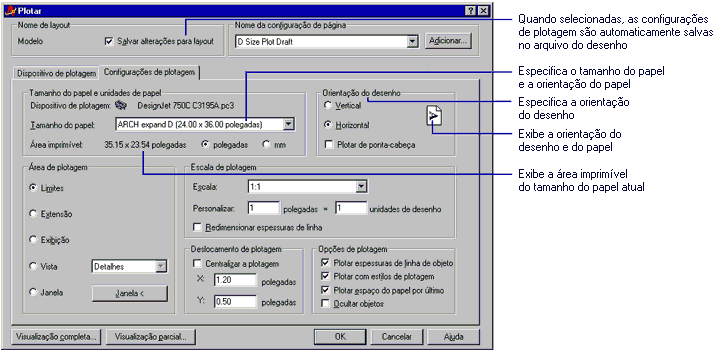 Plotar
Nome de layout
Modelo
Salvar alterações para layout
Nome da configuração de página
D Size Plot Draft
Adicionar...
Dispositivo de plotagem
Configurações de plotagem
Tamanho do papel e unidades de papel
Dispositivo de plotagem:
DesignJet 750C C3195A.pc3
Tamanho do papel:
ARCH expand D (24.00 x 36.00 polegadas)
Área imprimível:
35.15 x 23.54 polegadas
polegadas
mm
Orientação do desenho
Vertical
Horizontal
Plotar de ponta-cabeça
A
Área de plotagem
Limites
Extensão
Exibição
Vista
Detalhes
Janela
Janela <
Escala de plotagem
Escala:
1:1
Personalizar:
1
polegadas
=
1
unidades de desenho
Redimensionar espessuras de linha
Deslocamento de plotagem
Centralizar a plotagem
X:
1.20
polegadas
Y:
0.50
polegadas
Opções de plotagem
Plotar espessuras de linha de objeto
Plotar com estilos de plotagem
Plotar espaço do papel por último
Ocultar objetos
Visualização completa...
Visualização parcial...
OK
Cancelar
Ajuda
Quando selecionadas, as configurações
de plotagem são automaticamente salvas
no arquivo do desenho
Especifica o tamanho do papel
e a orientação do papel
Especifica a orientação
do desenho
Exibe a orientação do
desenho e do papel
Exibe a área imprimível
do tamanho do papel atual